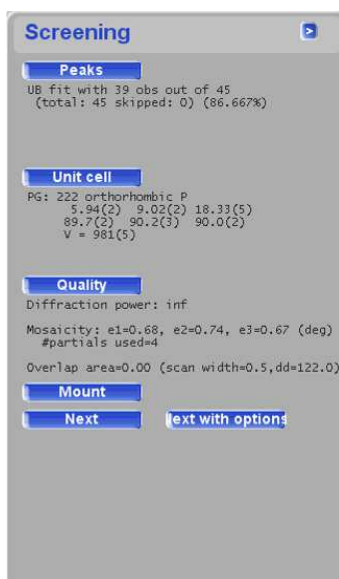 Screening
Peaks
UB fit with 39 obs out of 45
(total: 45 skipped: 0) (86.667%)
Unit cell
PG: 222 orthorhombic P
5.94(2) 9.02(2) 18.33(5)
89.7(2) 90.2(3) 90.0(2)
V = 981(5)
Quality
Diffraction power: inf
Mosaicity: e1=0.68, e2=0.74, e3=0.67 (deg)
#partials used=4
Overlap area=0.00 (scan width=0.5,dd=122.0)
Mount
Next
ext with options